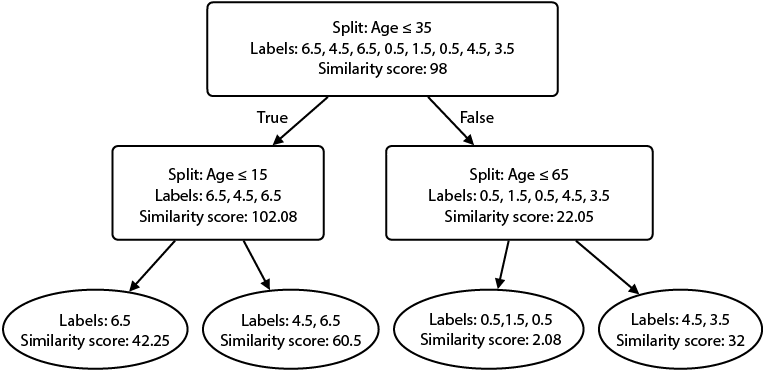 Split: Age ≤ 35
Labels: 6.5, 4.5, 6.5, 0.5, 1.5, 0.5, 4.5, 3.5
Similarity score: 98
True
False
Split: Age ≤ 15
Labels: 6.5, 4.5, 6.5
Similarity score: 102.08
Split: Age ≤ 65
Labels: 0.5, 1.5, 0.5, 4.5, 3.5
Similarity score: 22.05
Labels: 6.5
Similarity score: 42.25
Labels: 4.5, 6.5
Similarity score: 60.5
Labels: 0.5,1.5, 0.5
Similarity score: 2.08
Labels: 4.5, 3.5
Similarity score: 32